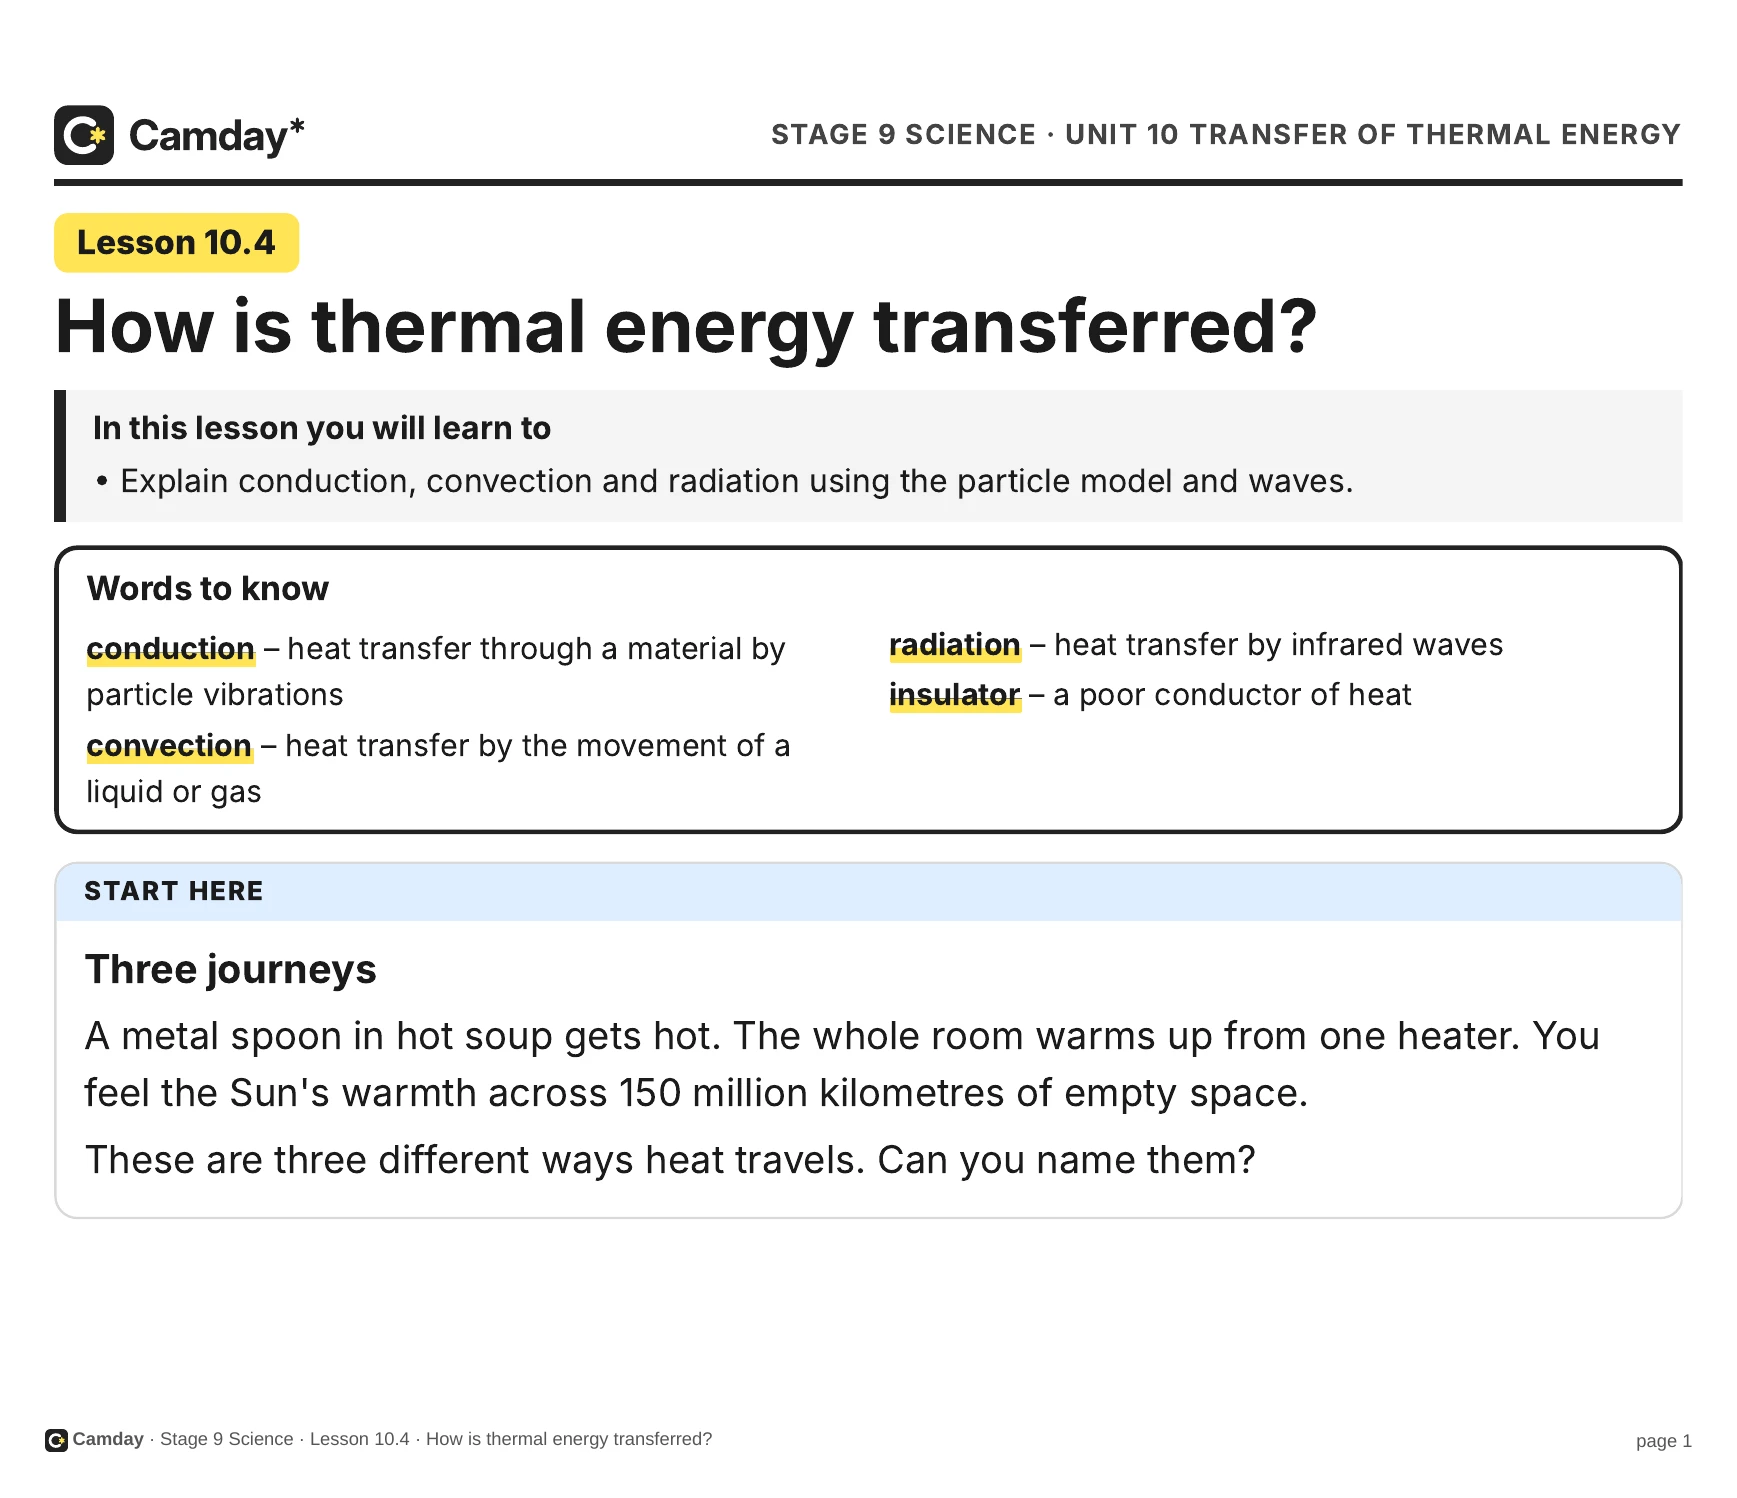 Camday*
STAGE 9 SCIENCE · UNIT 10 TRANSFER OF THERMAL ENERGY
Lesson 10.4
How is thermal energy transferred?
In this lesson you will learn to
• Explain conduction, convection and radiation using the particle model and waves.
Words to know
conduction – heat transfer through a material by
particle vibrations
convection – heat transfer by the movement of a
liquid or gas
radiation – heat transfer by infrared waves
insulator – a poor conductor of heat
START HERE
Three journeys
A metal spoon in hot soup gets hot. The whole room warms up from one heater. You
feel the Sun's warmth across 150 million kilometres of empty space.
These are three different ways heat travels. Can you name them?
Camday · Stage 9 Science · Lesson 10.4 · How is thermal energy transferred?
page 1